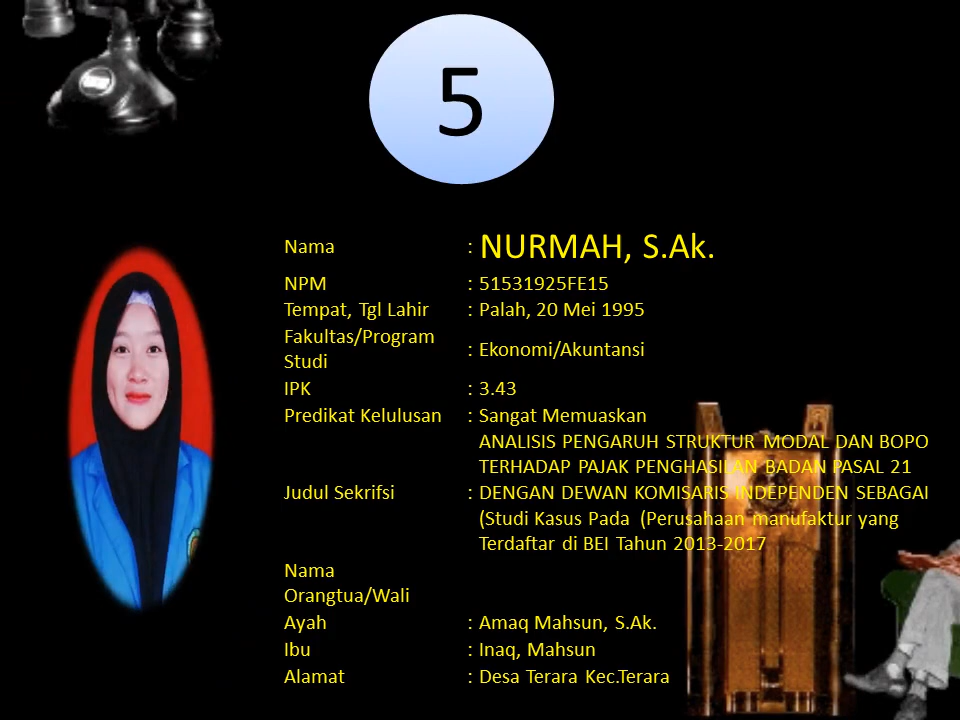 5
Nama : NURMAH, S.Ak.
NPM : 51531925FE15
Tempat, Tgl Lahir : Palah, 20 Mei 1995
Fakultas/Program
Studi : Ekonomi/Akuntansi
IPK : 3.43
Predikat Kelulusan : Sangat Memuaskan
ANALISIS PENGARUH STRUKTUR MODAL DAN BOPO
TERHADAP PAJAK PENGHASILAN BADAN PASAL 21
Judul Sekrifsi : DENGAN DEWAN KOMISARIS INDEPENDEN SEBAGAI
(Studi Kasus Pada (Perusahaan manufaktur yang
Terdaftar di BEI Tahun 2013-2017
Nama
Orangtua/Wali
Ayah : Amaq Mahsun, S.Ak.
Ibu : Inaq, Mahsun
Alamat : Desa Terara Kec.Terara